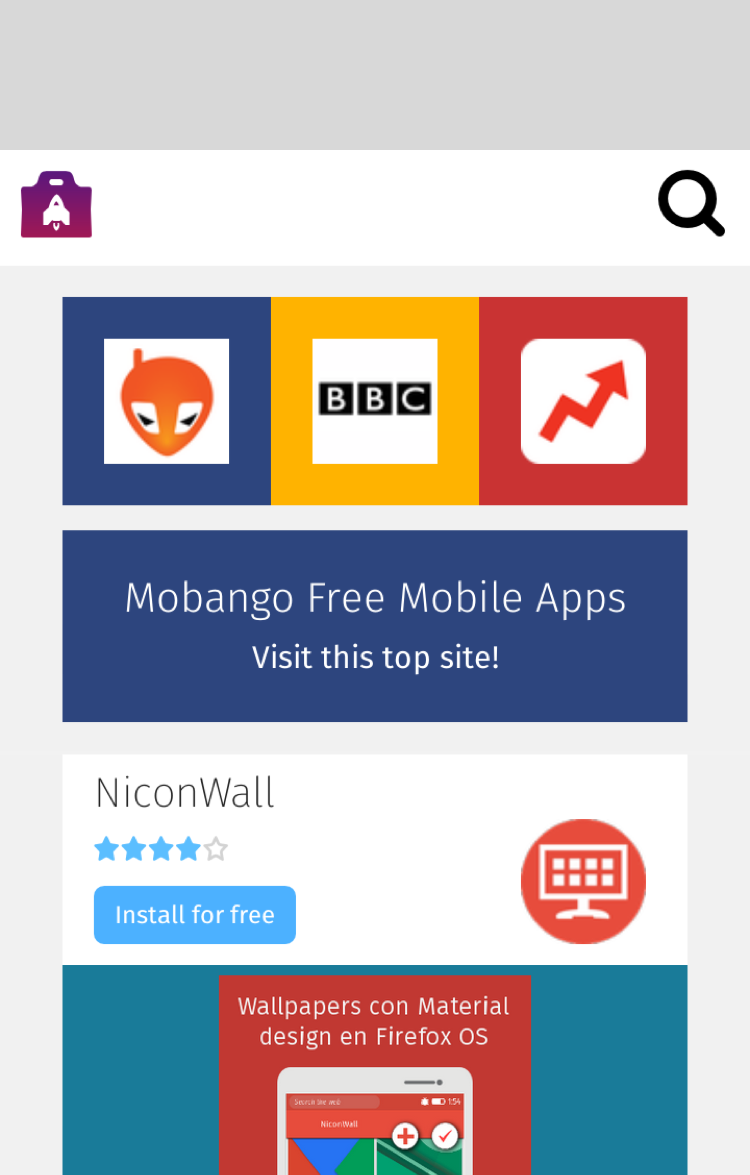 BBC
Mobango Free Mobile Apps
Visit this top site!
NiconWall
Install for free
Wallpapers con Material
design en Firefox OS
Search the web
1:54
NiconWall